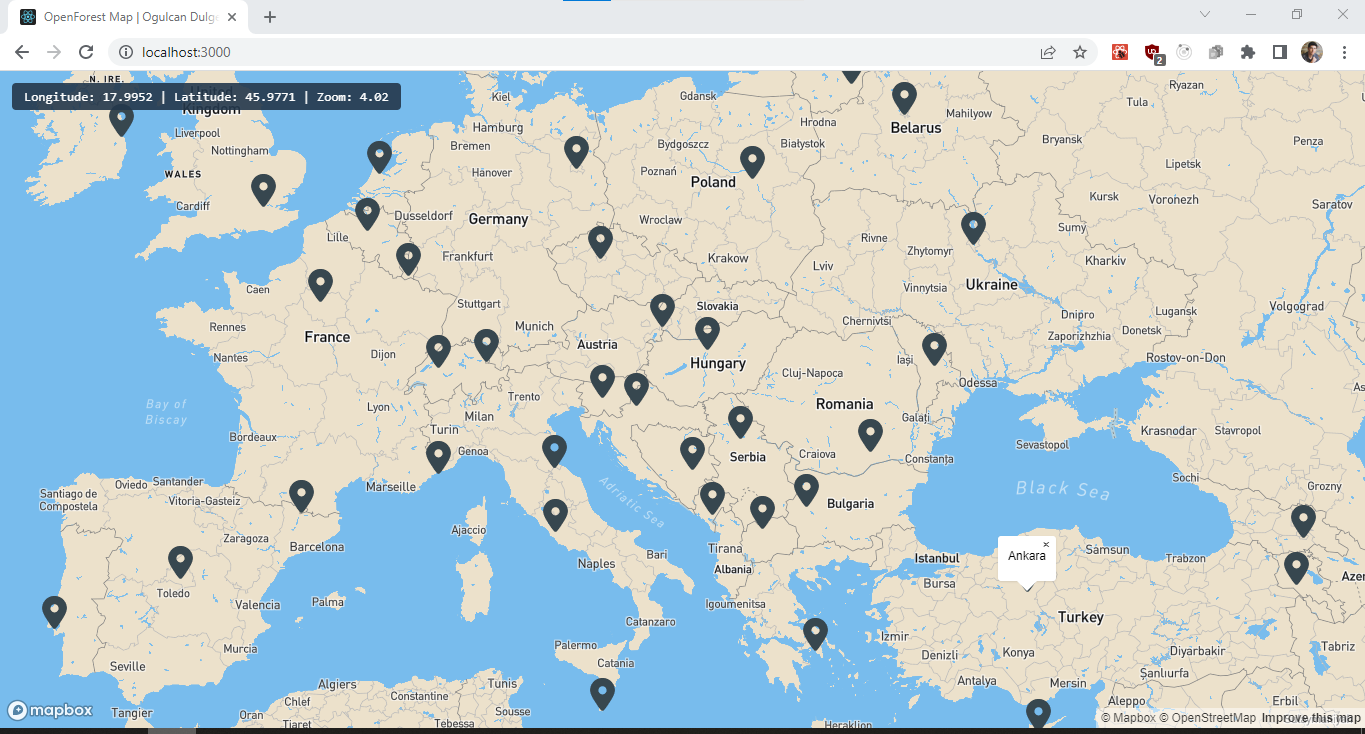 OpenForest Map | Ogulcan Dulge
localhost:3000
2
N. IRE.
Longitude: 17.9952 | Latitude: 45.9771 | Zoom: 4.02
Kingdom
Kiel
Gdansk
Hrodna
Mahilyow
Belarus
Tula
Ryazan
Liverpool
Hamburg
Bremen
Bydgoszcz
Białystok
Bryansk
Penza
Nottingham
WALES
Hänover
Poznań
Poland
Lipetsk
Cardiff
Dusseldorf
Germany
Wroclaw
Kursk
Voronezh
Saratov
Lille
Frankfurt
Krakow
Rivne
Zhytomyr
Sumy
Lviv
Kharkiv
Caen
Stuttgart
Slovakia
Vinnytsia
Ukraine
Volgograd
Rennes
France
Munich
Chernivtsi
Dnipro
Luhansk
Nantes
Dijon
Austria
Hungary
Iași
Zaporizhzhia
Donetsk
Rostov-on-Don
Cluj-Napoca
Odessa
Trento
Bay of
Biscay
Lyon
Milan
Turin
Romania
Galați
Krasnodar
Stavropol
Bordeaux
Genoa
Serbia
Craiova
Constanța
Sevastopol
Oviedo
Santander
Marseille
Adriatic Sea
Black Sea
Sochi
Grozny
Santiago de
Compostela
Vitoria-Gasteiz
Bulgaria
Zaragoza
Barcelona
Ajaccio
Tirana
Albania
Bari
Naples
Istanbul
Ankara
×
Samsun
Trabzon
Azer
Toledo
Valencia
Palma
Igoumenitsa
Bursa
Turkey
Catanzaro
Izmir
Murcia
Palermo
Catania
Denizli
Konya
Diyarbakir
Tabriz
Seville
Antalya
Mersin
Şanlıurfa
Algiers
Tunis
Tangier
Oran
Chlef
Constantine
Sousse
Tiaret
Tebessa
Heraklion
Aleppo
Erbil
mapbox
© Mapbox © OpenStreetMap Improve this map